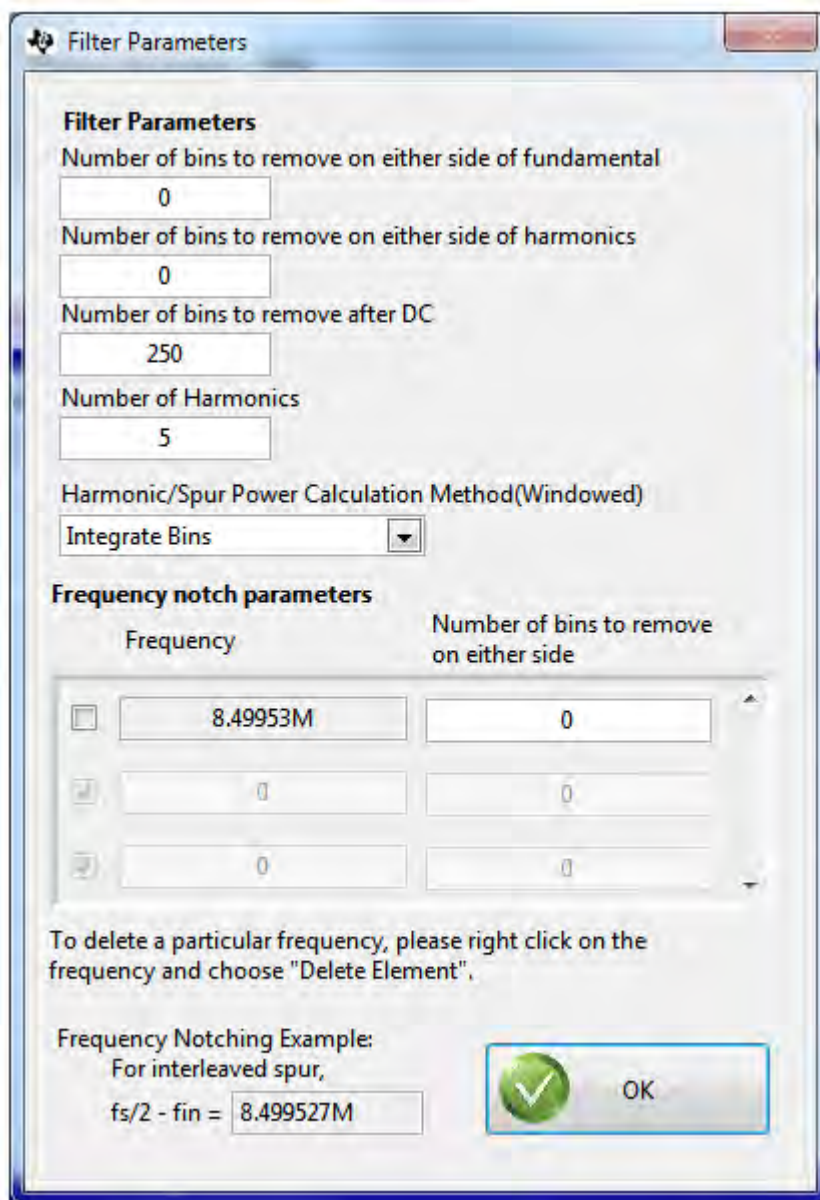 Filter Parameters
Filter Parameters
Number of bins to remove on either side of fundamental
0
Number of bins to remove on either side of harmonics
0
Number of bins to remove after DC
250
Number of Harmonics
5
Harmonic/Spur Power Calculation Method(Windowed)
Integrate Bins
Frequency notch parameters
Frequency
Number of bins to remove
on either side
8.49953M
0
0
0
0
0
To delete a particular frequency, please right click on the
frequency and choose "Delete Element".
Frequency Notching Example:
For interleaved spur,
fs/2 - fin = 8.499527M
OK